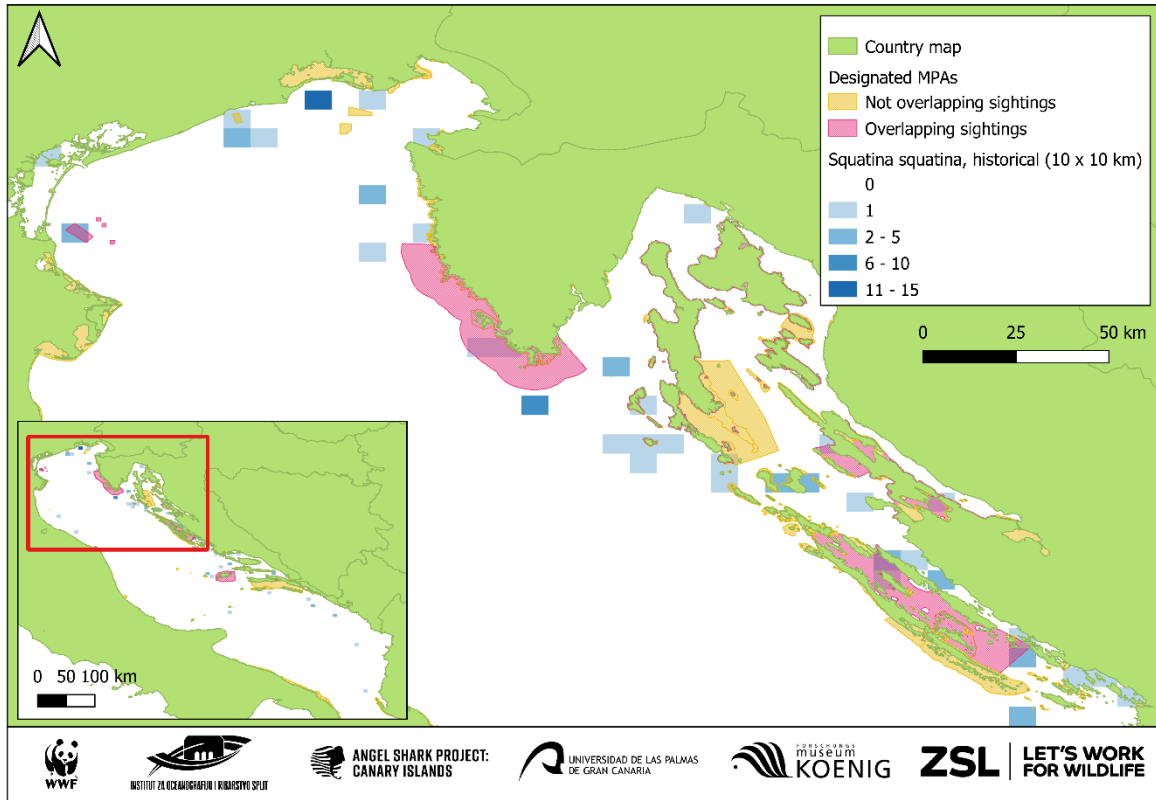 Country map
Designated MPAs
Not overlapping sightings
Overlapping sightings
Squatina squatina, historical (10 x 10 km)
0
1
2 - 5
6 - 10
11 - 15
0 25 50 km
0 50 100 km
WWF
INSTITUT ZA OCEANOGRAFIJU I RIBARSTVO SPLIT
ANGEL SHARK PROJECT:
CANARY ISLANDS
UNIVERSIDAD DE LAS PALMAS
DE GRAN CANARIA
FORSCHUNGS
museum
KOENIG
ZSL
LET'S WORK
FOR WILDLIFE